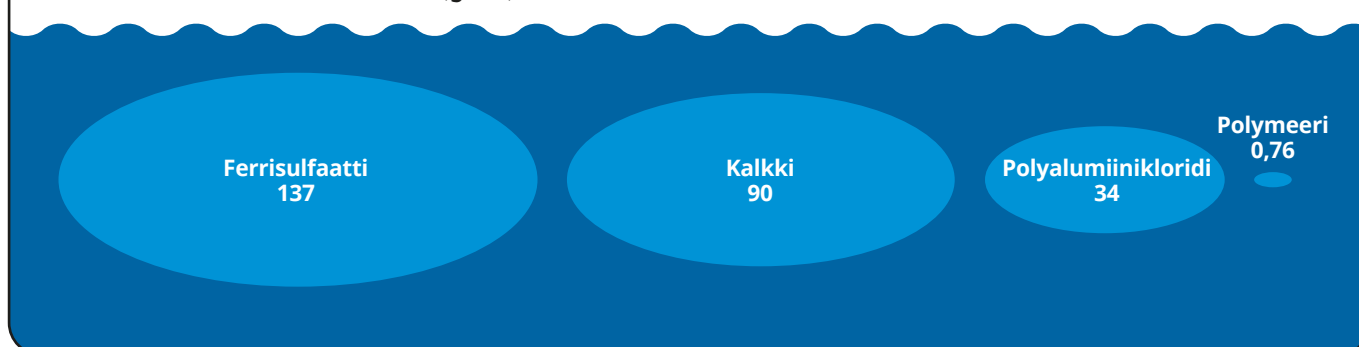 Ferrisulfaatti
137
Kalkki
90
Polyalumiinikloridi
34
Polymeeri
0,76